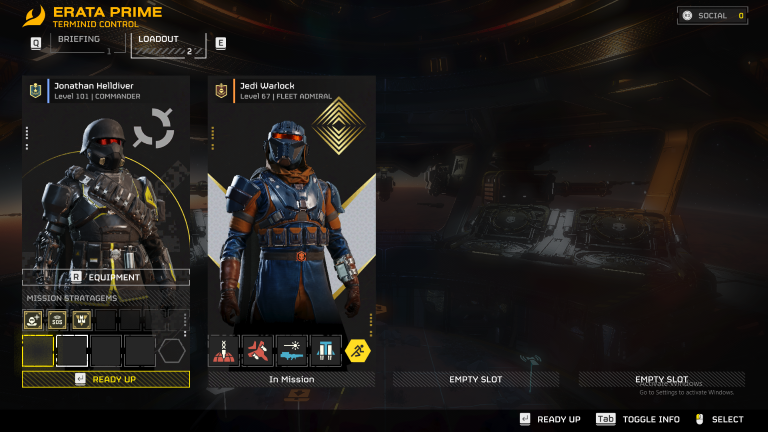 ERATA PRIME
TERMINID CONTROL
SOCIAL 0
Q BRIEFING 1 LOADOUT 2 E
Jonathan Helldiver
Level 101 | COMMANDER
Jedi Warlock
Level 67 | FLEET ADMIRAL
R EQUIPMENT
MISSION STRATAGEMS
SOS
READY UP
In Mission
EMPTY SLOT
EMPTY SLOT
Activate Windows
Go to Settings to activate Windows.
READY UP Tab TOGGLE INFO SELECT